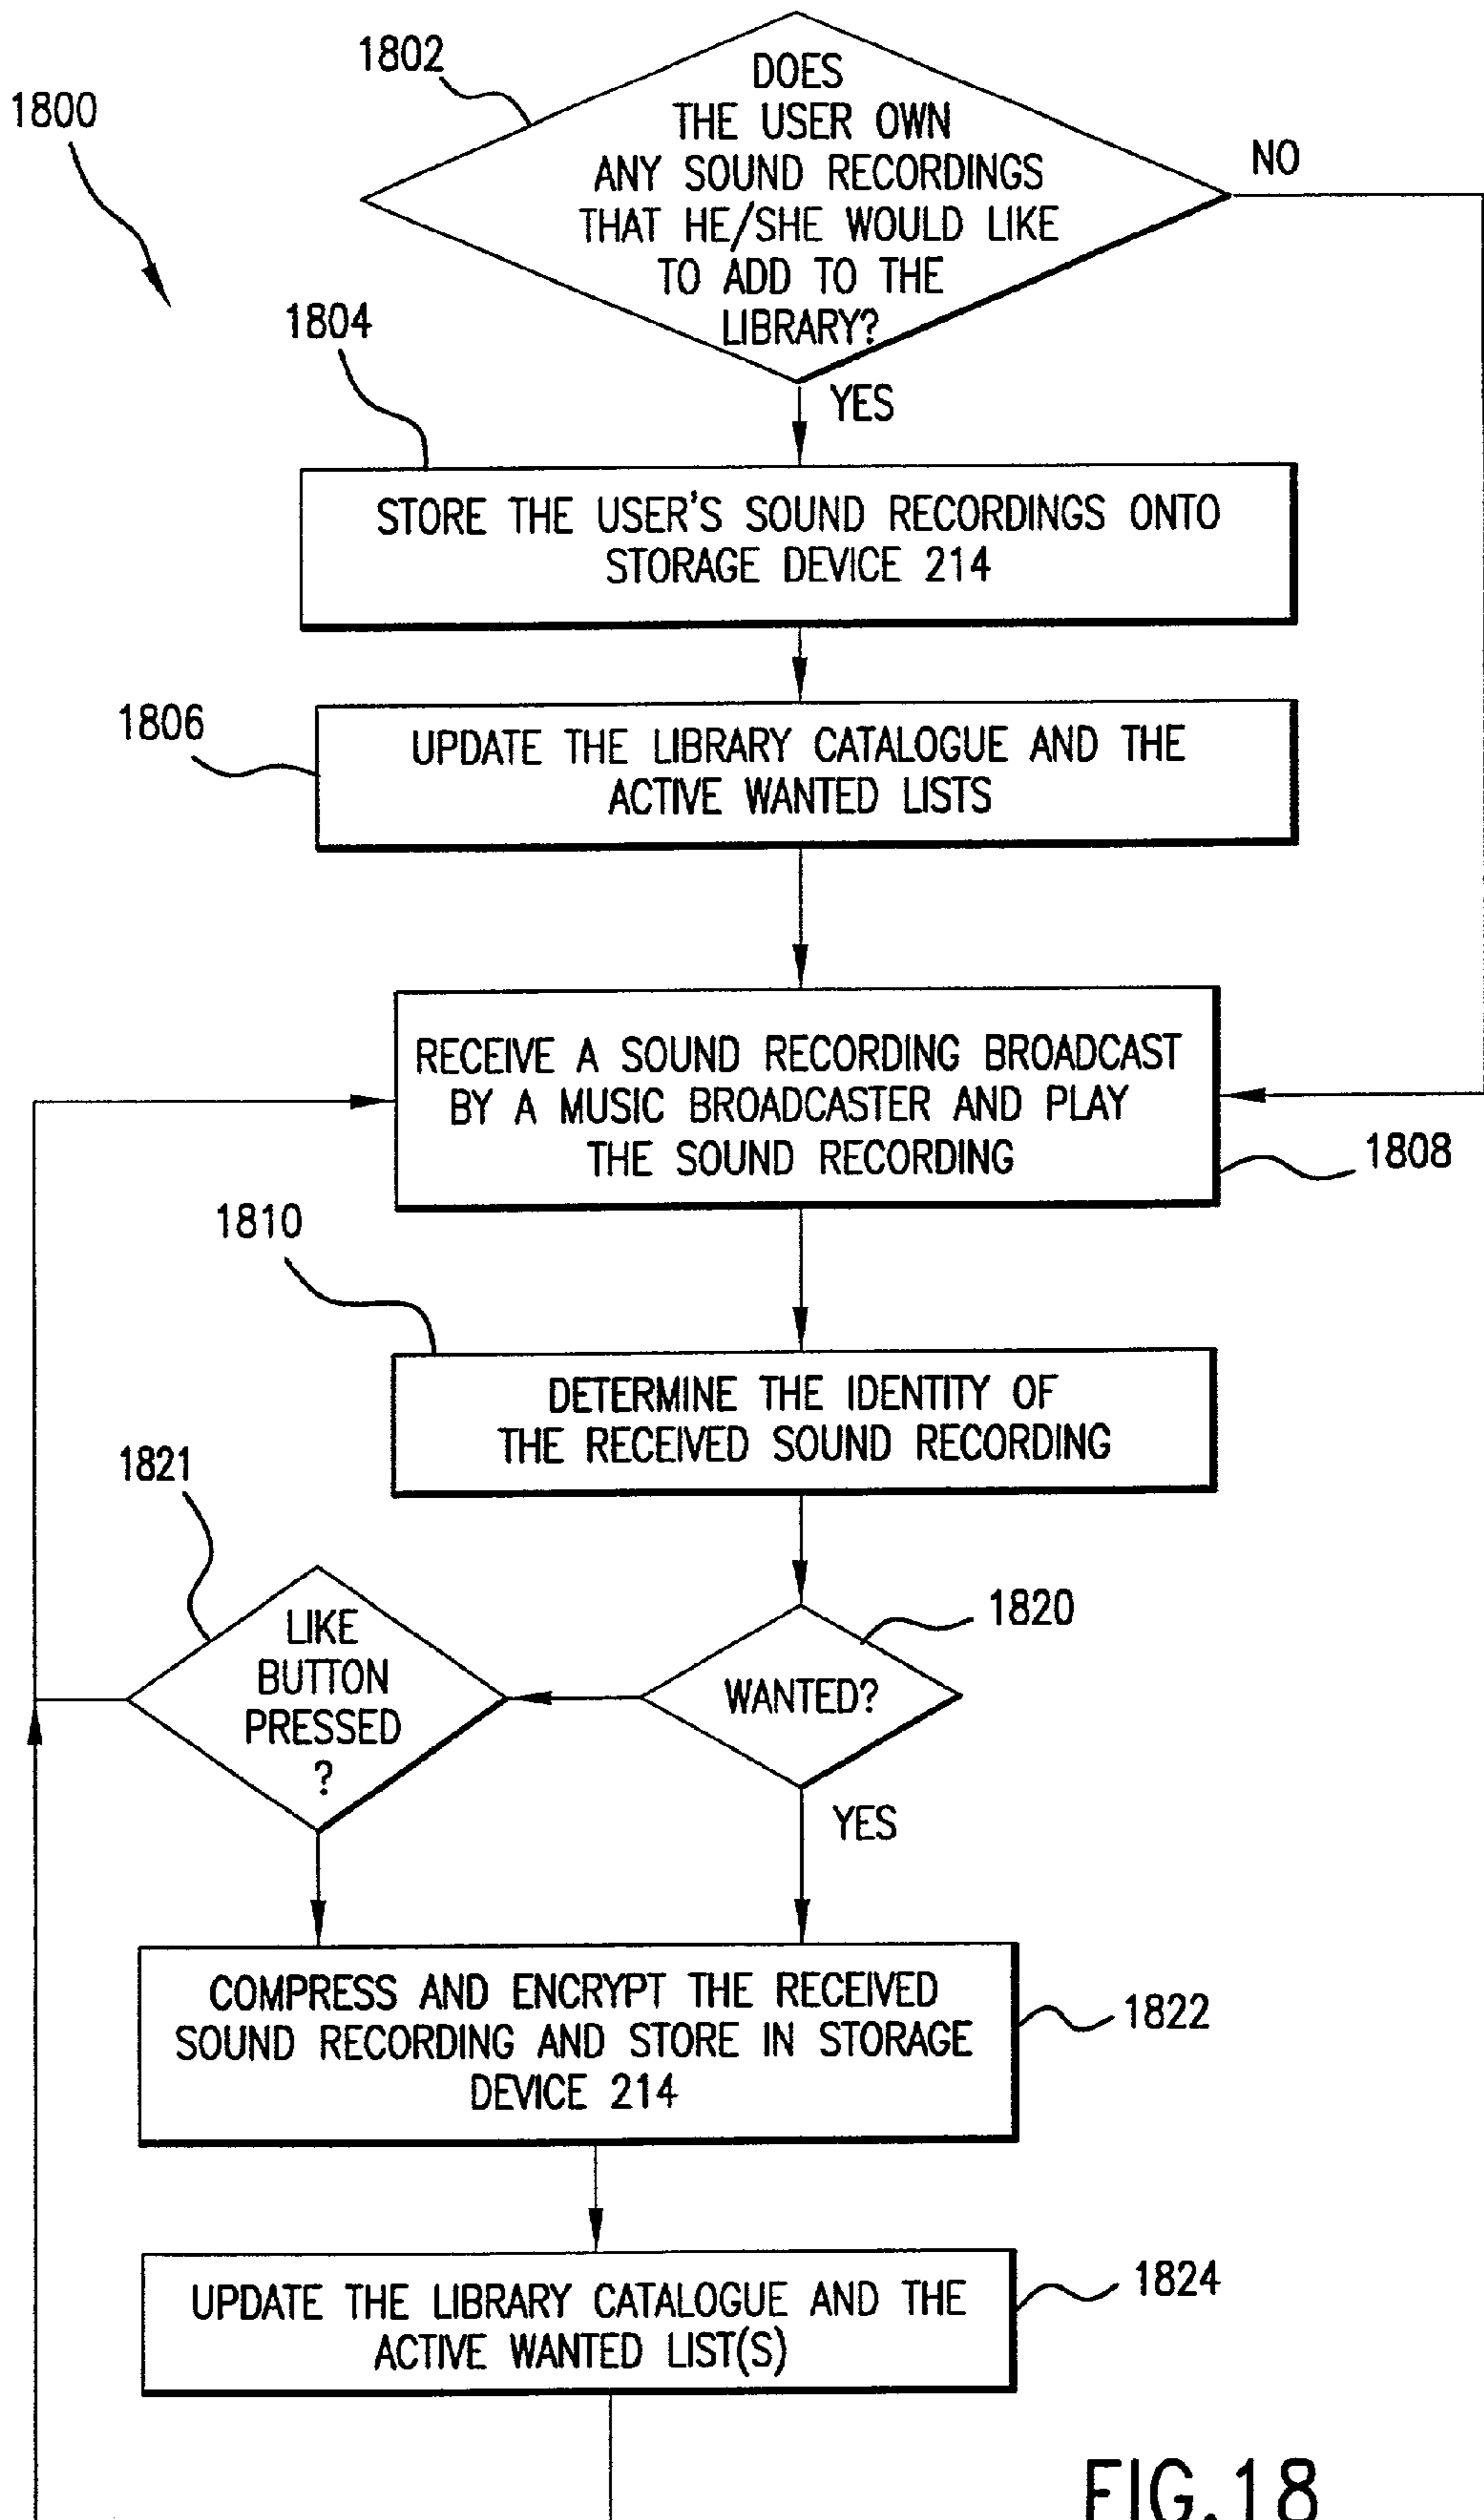 1800
1802
DOES
THE USER OWN
ANY SOUND RECORDINGS
THAT HE/SHE WOULD LIKE
TO ADD TO THE
LIBRARY?
NO
YES
1804
STORE THE USER'S SOUND RECORDINGS ONTO
STORAGE DEVICE 214
1806
UPDATE THE LIBRARY CATALOGUE AND THE
ACTIVE WANTED LISTS
RECEIVE A SOUND RECORDING BROADCAST
BY A MUSIC BROADCASTER AND PLAY
THE SOUND RECORDING
1808
1810
DETERMINE THE IDENTITY OF
THE RECEIVED SOUND RECORDING
1820
WANTED?
YES
1821
LIKE
BUTTON
PRESSED
?
COMPRESS AND ENCRYPT THE RECEIVED
SOUND RECORDING AND STORE IN STORAGE
DEVICE 214
1822
UPDATE THE LIBRARY CATALOGUE AND THE
ACTIVE WANTED LIST(S)
1824
FIG.18